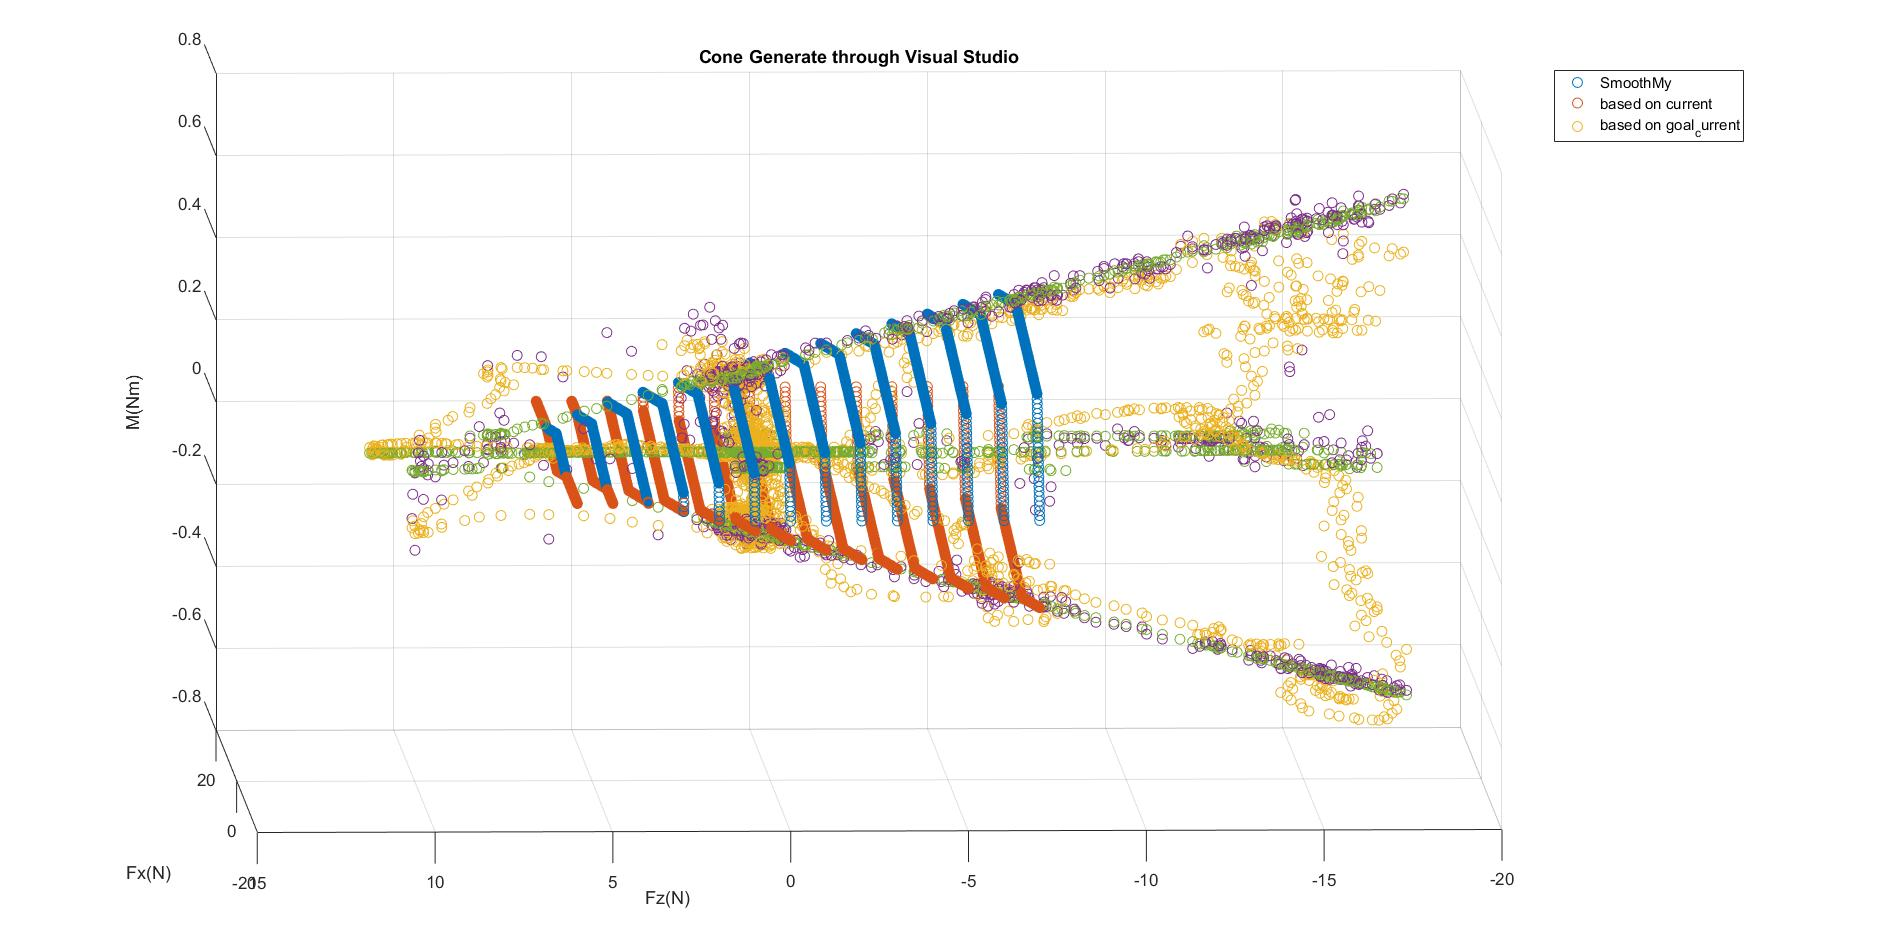 Cone Generate through Visual Studio
SmoothMy
based on current
based on goalcurrent
0.8
0.6
0.4
0.2
0
-0.2
-0.4
-0.6
-0.8
M(Nm)
20
0
-20
Fx(N)
15
10
5
0
-5
-10
-15
-20
Fz(N)